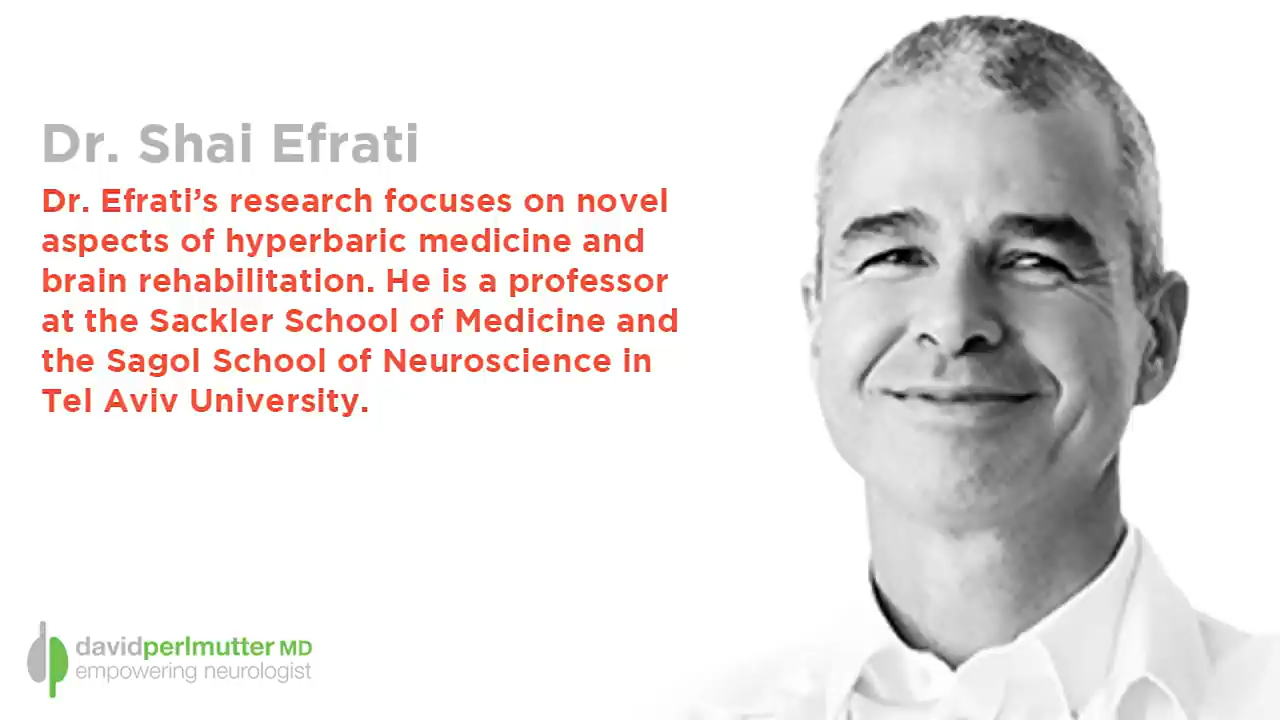 Dr. Shai Efrati
Dr. Efrati’s research focuses on novel
aspects of hyperbaric medicine and
brain rehabilitation. He is a professor
at the Sackler School of Medicine and
the Sagol School of Neuroscience in
Tel Aviv University.
davidperlmutter MD
empowering neurologist